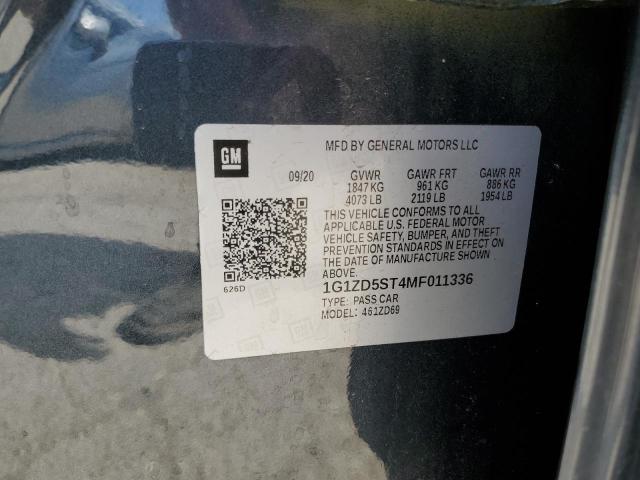 GM
MFD BY GENERAL MOTORS LLC
09/20 GVWR GAWR FRT GAWR RR
1847 KG 961 KG 886 KG
4073 LB 2119 LB 1954 LB
THIS VEHICLE CONFORMS TO ALL
APPLICABLE U.S. FEDERAL MOTOR
VEHICLE SAFETY, BUMPER, AND THEFT
PREVENTION STANDARDS IN EFFECT ON
THE DATE OF MANUFACTURE SHOWN
ABOVE.
626D
1G1ZD5ST4MF011336
TYPE: PASS CAR
MODEL: 461ZD69